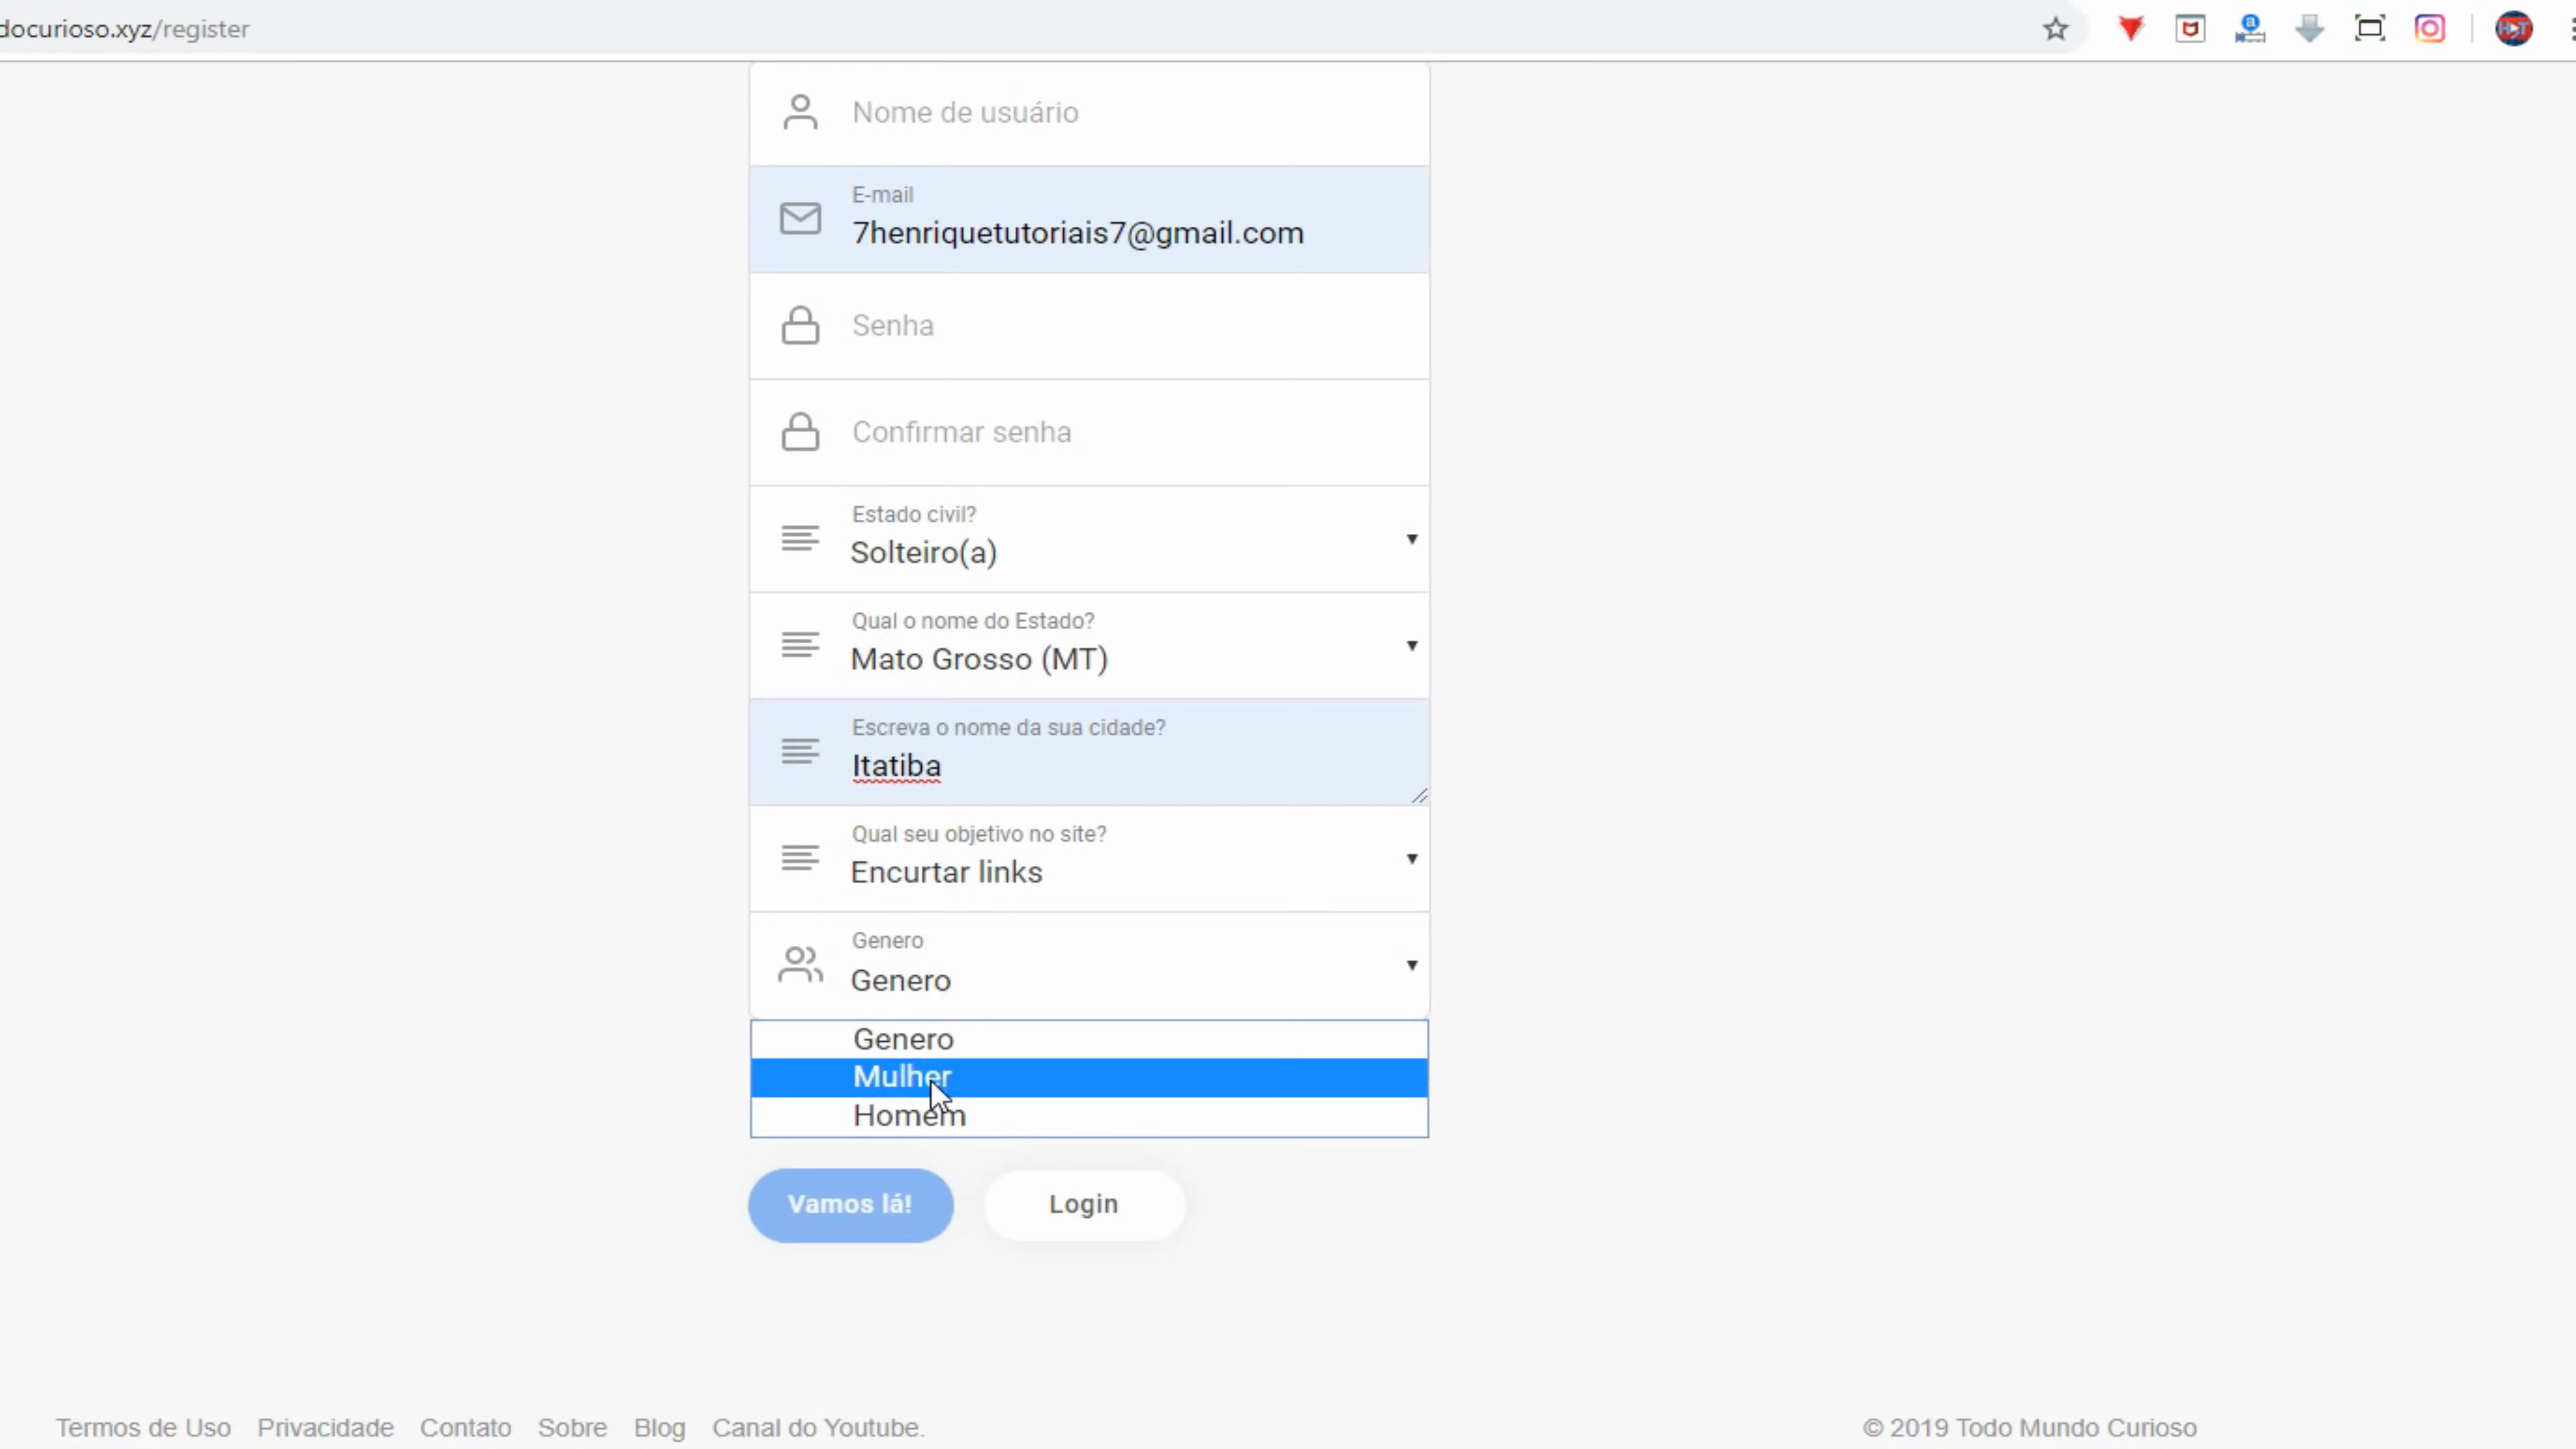 docurioso.xyz/register
Nome de usuário
E-mail
7henriquetutoriais7@gmail.com
Senha
Confirmar senha
Estado civil?
Solteiro(a)
Qual o nome do Estado?
Mato Grosso (MT)
Escreva o nome da sua cidade?
Itatiba
Qual seu objetivo no site?
Encurtar links
Genero
Genero
Genero
Mulher
Homem
Vamos lá! Login
Termos de Uso Privacidade Contato Sobre Blog Canal do Youtube. © 2019 Todo Mundo Curioso